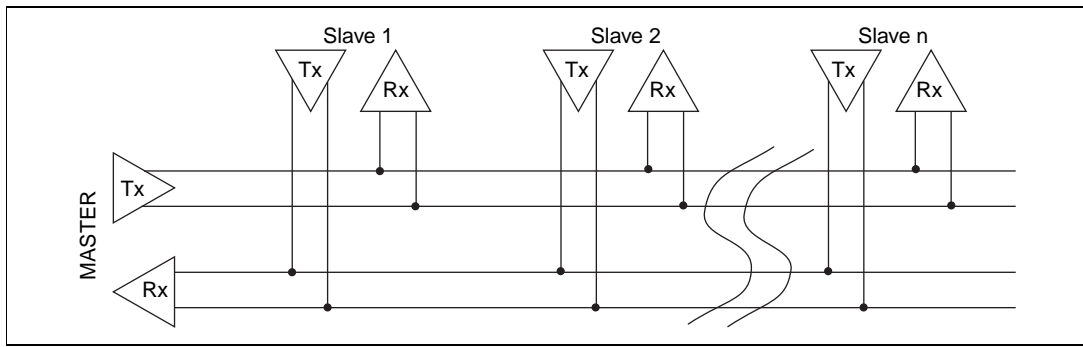 Slave 1
Slave 2
Slave n
Tx
Rx
Tx
Rx
Tx
Rx
MASTER
Tx
Rx